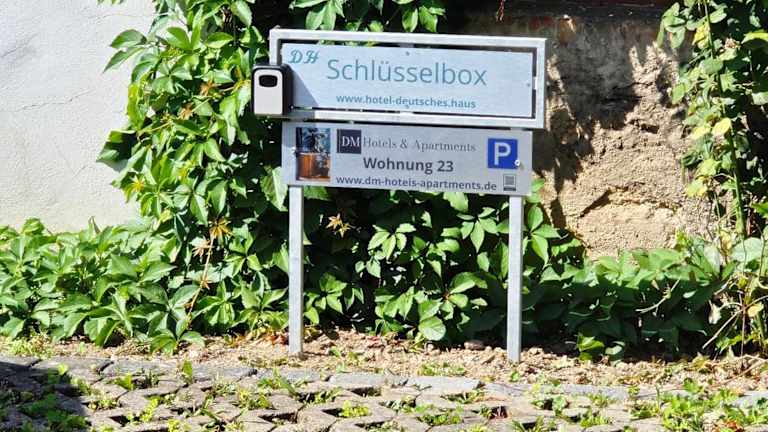 DH
Schlüsselbox
www.hotel-deutsches.haus
DM Hotels & Apartments
P
Wohnung 23
www.dm-hotels-apartments.de